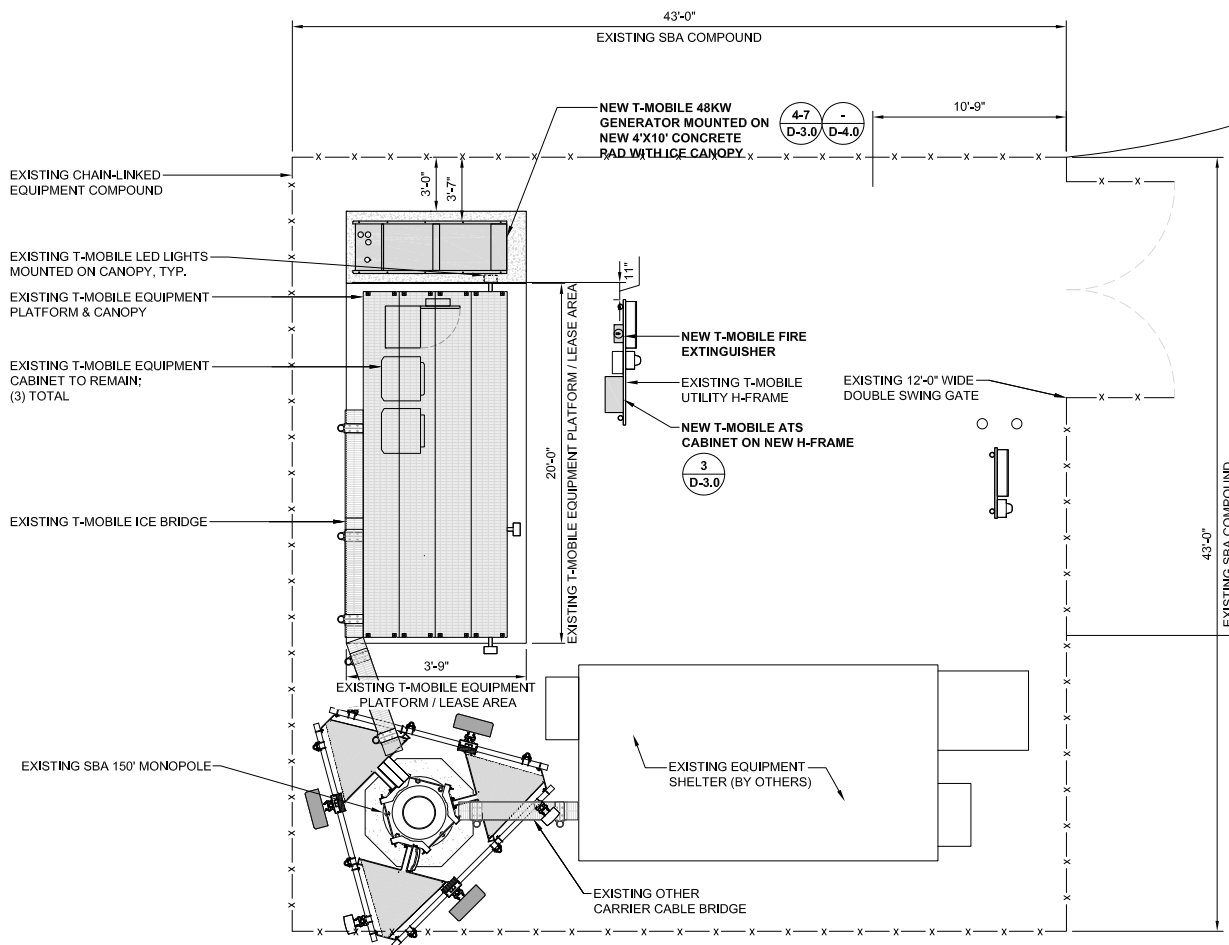 43'-0"
EXISTING SBA COMPOUND
NEW T-MOBILE 48KW
GENERATOR MOUNTED ON
NEW 4'X10' CONCRETE
PAD WITH ICE CANOPY
4-7
D-3.0
-
D-4.0
10'-9"
EXISTING CHAIN-LINKED
EQUIPMENT COMPOUND
3'-0"
3'-7"
EXISTING T-MOBILE LED LIGHTS
MOUNTED ON CANOPY, TYP.
EXISTING T-MOBILE EQUIPMENT
PLATFORM & CANOPY
EXISTING T-MOBILE EQUIPMENT
CABINET TO REMAIN;
(3) TOTAL
EXISTING T-MOBILE ICE BRIDGE
20'-0"
EXISTING T-MOBILE EQUIPMENT PLATFORM / LEASE AREA
11"
NEW T-MOBILE FIRE
EXTINGUISHER
EXISTING T-MOBILE
UTILITY H-FRAME
NEW T-MOBILE ATS
CABINET ON NEW H-FRAME
3
D-3.0
EXISTING 12'-0" WIDE
DOUBLE SWING GATE
43'-0"
EXISTING SBA COMPOUND
3'-9"
EXISTING T-MOBILE EQUIPMENT
PLATFORM / LEASE AREA
EXISTING SBA 150' MONOPOLE
EXISTING EQUIPMENT
SHELTER (BY OTHERS)
EXISTING OTHER
CARRIER CABLE BRIDGE